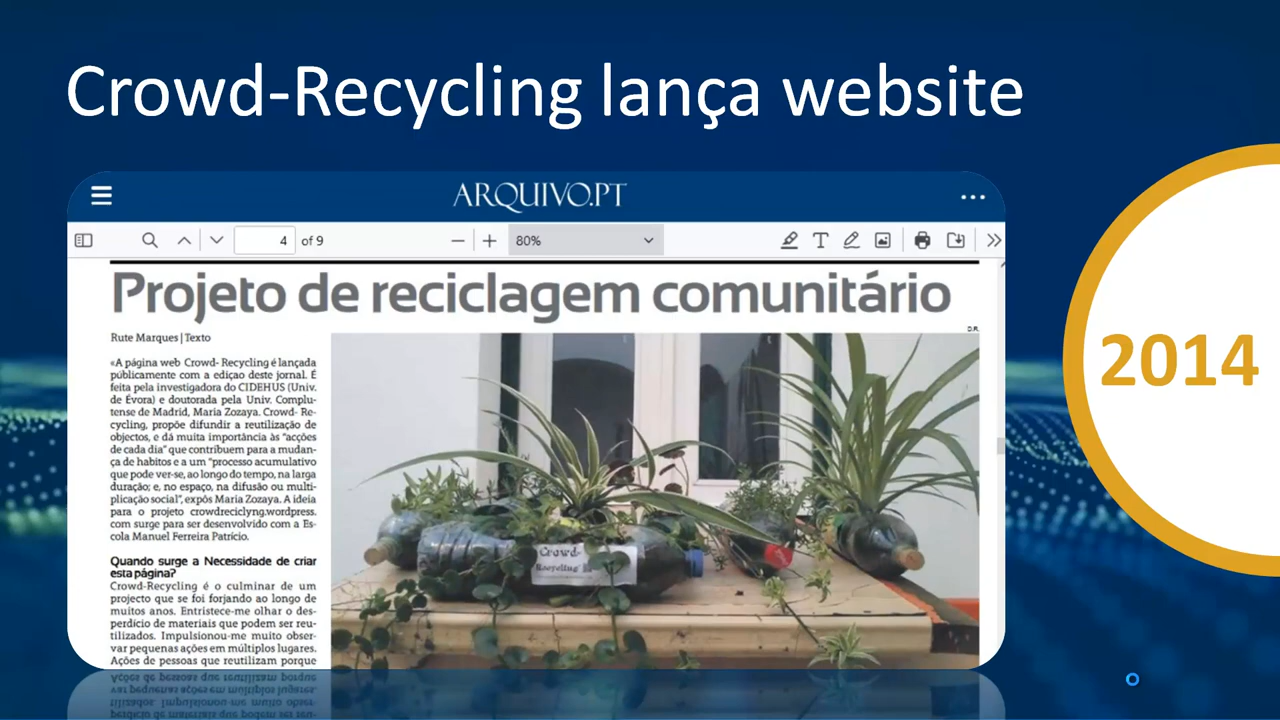 Crowd-Recycling lança website
ARQUIVO.PT
4 of 9
80%
Projeto de reciclagem comunitário
D.R.
Rute Marques | Texto
«A página web Crowd- Recycling é lançada
públicamente com a ediçao deste jornal. É
feita pela investigadora do CIDEHUS (Univ.
de Évora) e doutorada pela Univ. Complu-
tense de Madrid, Maria Zozaya. Crowd- Re-
cycling, propõe difundir a reutilização de
objectos, e dá muita importância às "acções
de cada dia" que contribuem para a mudan-
ça de habitos e a um "processo acumulativo
que pode ver-se, ao longo do tempo, na larga
duração; e, no espaço, na difusão ou multi-
plicação social", expôs Maria Zozaya. A ideia
para o projeto crowdreciclyng.wordpress.
com surge para ser desenvolvido com a Es-
cola Manuel Ferreira Patrício.
Quando surge a Necessidade de criar
esta página?
Crowd-Recycling é o culminar de um
projecto que se foi forjando ao longo de
muitos anos. Entristece-me olhar o des-
perdício de materiais que podem ser reu-
tilizados. Impulsionou-me muito obser-
var pequenas ações em múltiplos lugares.
Ações de pessoas que reutilizam porque
Crowd-
Recycling
2014